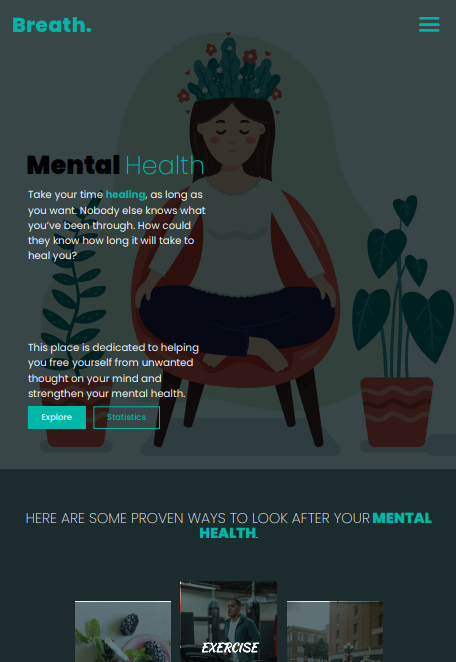 Breath.
Mental Health
Take your time healing, as long as
you want. Nobody else knows what
you've been through. How could
they know how long it will take to
heal you?
This place is dedicated to helping
you free yourself from unwanted
thought on your mind and
strengthen your mental health.
Explore
Statistics
HERE ARE SOME PROVEN WAYS TO LOOK AFTER YOUR MENTAL
HEALTH.
EXERCISE